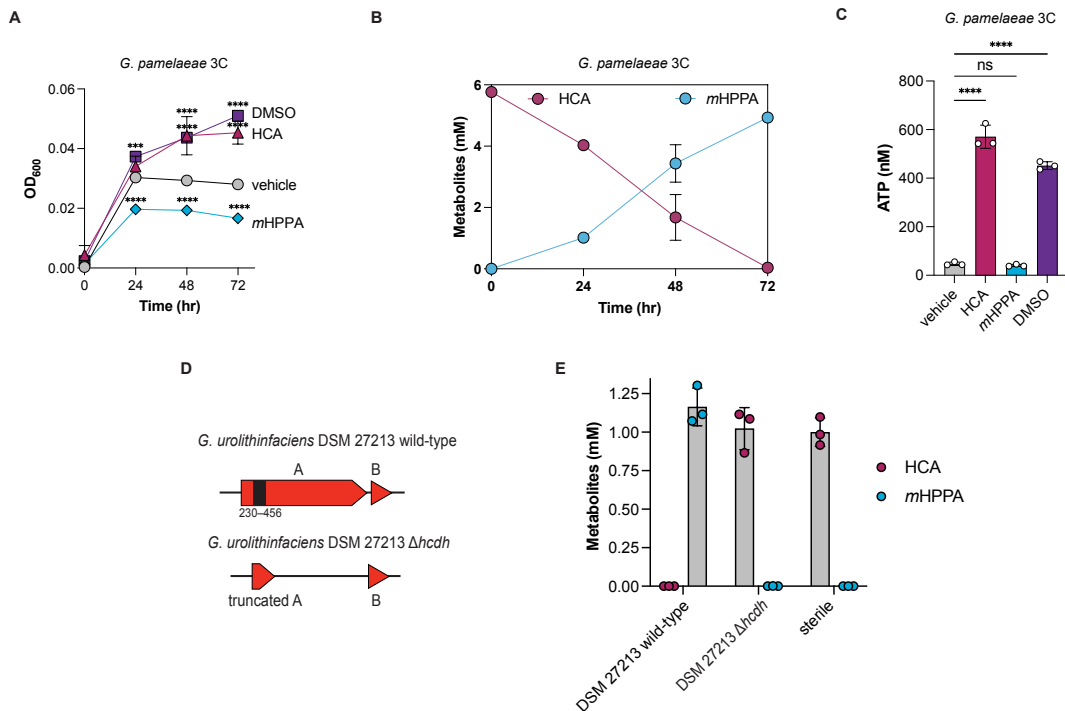 A
G. pamelaeae 3C
OD600
0.06
0.04
0.02
0.00
0
24
48
72
Time (hr)
***
****
****
****
****
****
****
****
DMSO
HCA
vehicle
mHPPA
B
G. pamelaeae 3C
HCA
mHPPA
Metabolites (mM)
6
4
2
0
0
24
48
72
Time (hr)
C
G. pamelaeae 3C
****
ns
****
ATP (nM)
800
600
400
200
0
vehicle
HCA
mHPPA
DMSO
D
G. urolithinfaciens DSM 27213 wild-type
A
B
230–456
G. urolithinfaciens DSM 27213 Δhcdh
truncated A
B
E
Metabolites (mM)
1.25
1.00
0.75
0.50
0.25
0.00
DSM 27213 wild-type
DSM 27213 Δhcdh
sterile
HCA
mHPPA